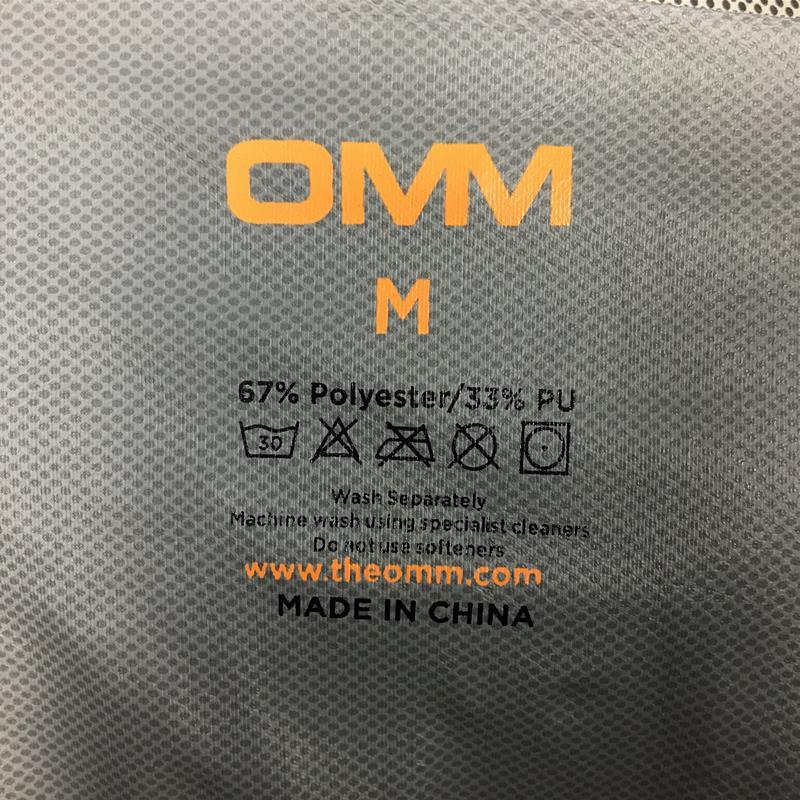 OMM
M
67% Polyester/33% PU
30
Wash Separately
Machine wash using specialist cleaners
Do not use softeners
www.theomm.com
MADE IN CHINA